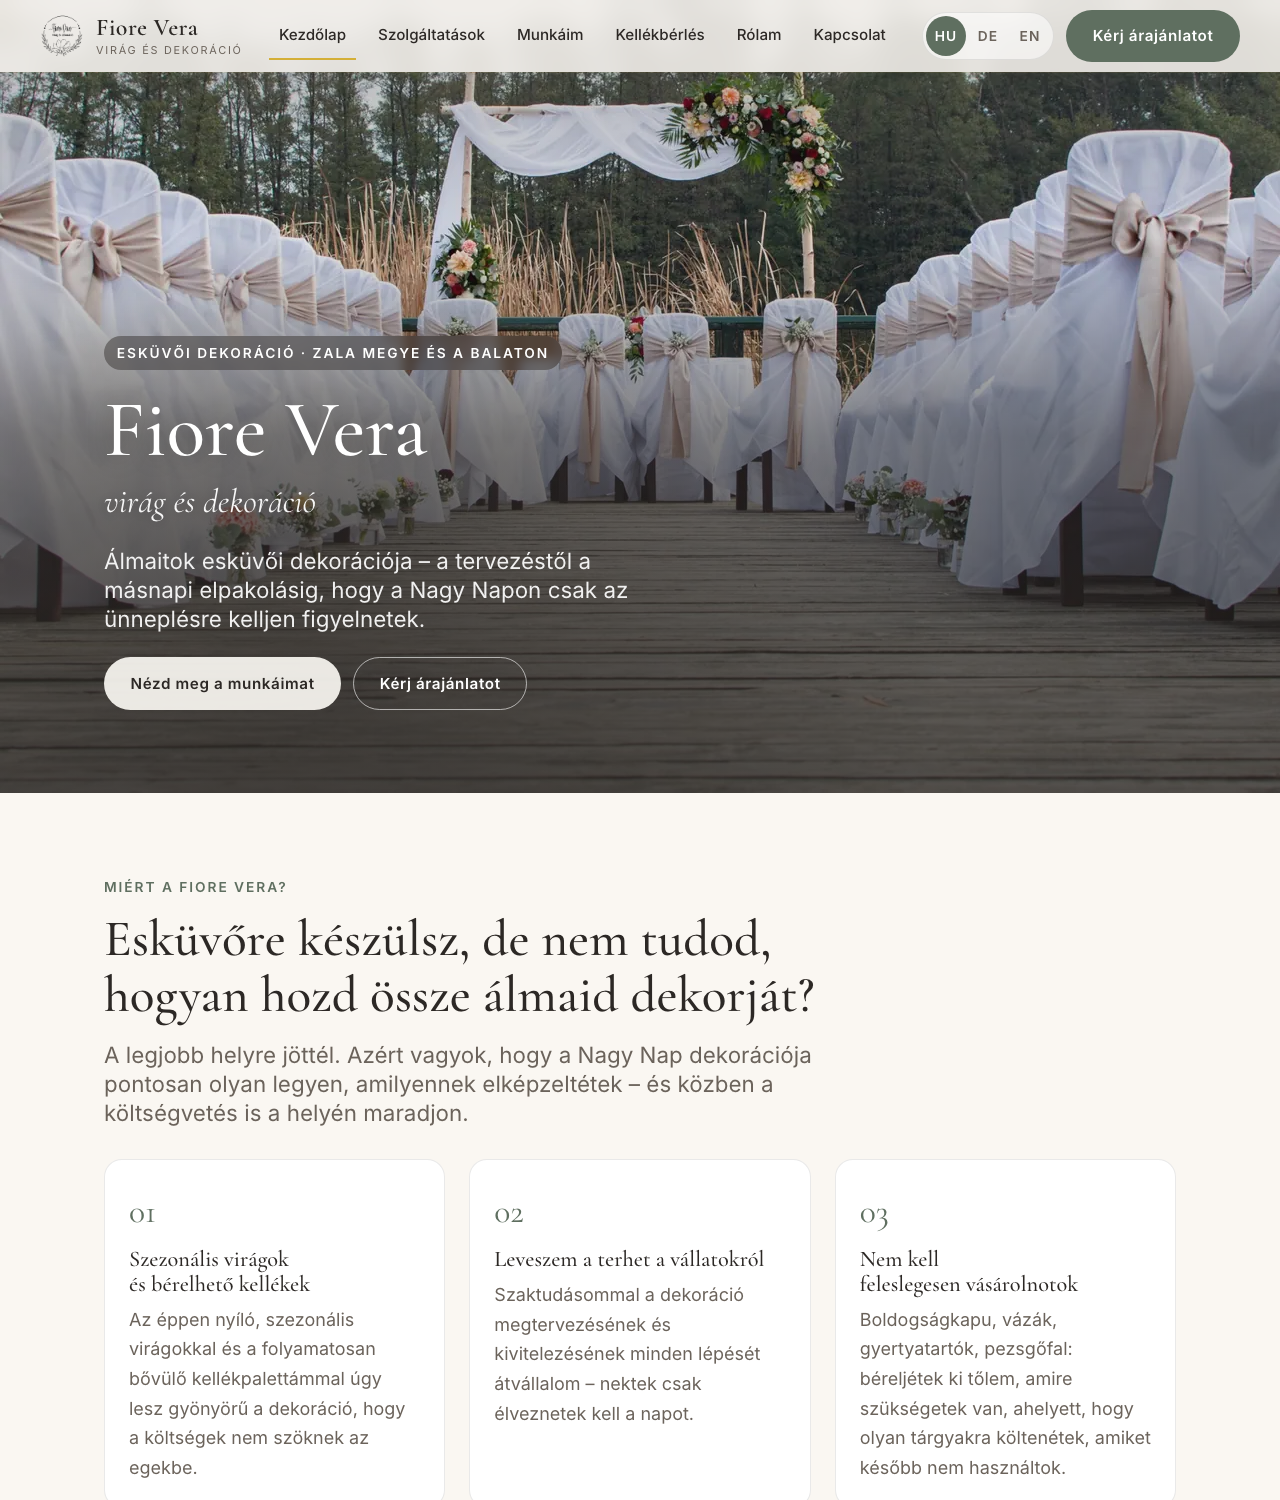 Fiore Vera
VIRÁG ÉS DEKORÁCIÓ
Kezdőlap
Szolgáltatások
Munkáim
Kellékbérlés
Rólam
Kapcsolat
HU
DE
EN
Kérj árajánlatot
ESKÜVŐI DEKORÁCIÓ · ZALA MEGYE ÉS A BALATON
Fiore Vera
virág és dekoráció
Álmaitok esküvői dekorációja – a tervezéstől a
másnapi elpakolásig, hogy a Nagy Napon csak az
ünneplésre kelljen figyelnetek.
Nézd meg a munkáimat
Kérj árajánlatot
MIÉRT A FIORE VERA?
Esküvőre készülsz, de nem tudod,
hogyan hozd össze álmaid dekorját?
A legjobb helyre jöttél. Azért vagyok, hogy a Nagy Nap dekorációja
pontosan olyan legyen, amilyennek elképzeltétek – és közben a
költségvetés is a helyén maradjon.
01
Szezonális virágok
és bérelhető kellékek
Az éppen nyíló, szezonális
virágokkal és a folyamatosan
bővülő kellékpalettámmal úgy
lesz gyönyörű a dekoráció, hogy
a költségek nem szöknek az
egekbe.
02
Leveszem a terhet a vállatokról
Szaktudásommal a dekoráció
megtervezésének és
kivitelezésének minden lépését
átvállalom – nektek csak
élveznetek kell a napot.
03
Nem kell
feleslegesen vásárolnotok
Boldogságkapu, vázák,
gyertyatartók, pezsgőfal:
béreljétek ki tőlem, amire
szükségetek van, ahelyett, hogy
olyan tárgyakra költenétek, amiket
később nem használtok.